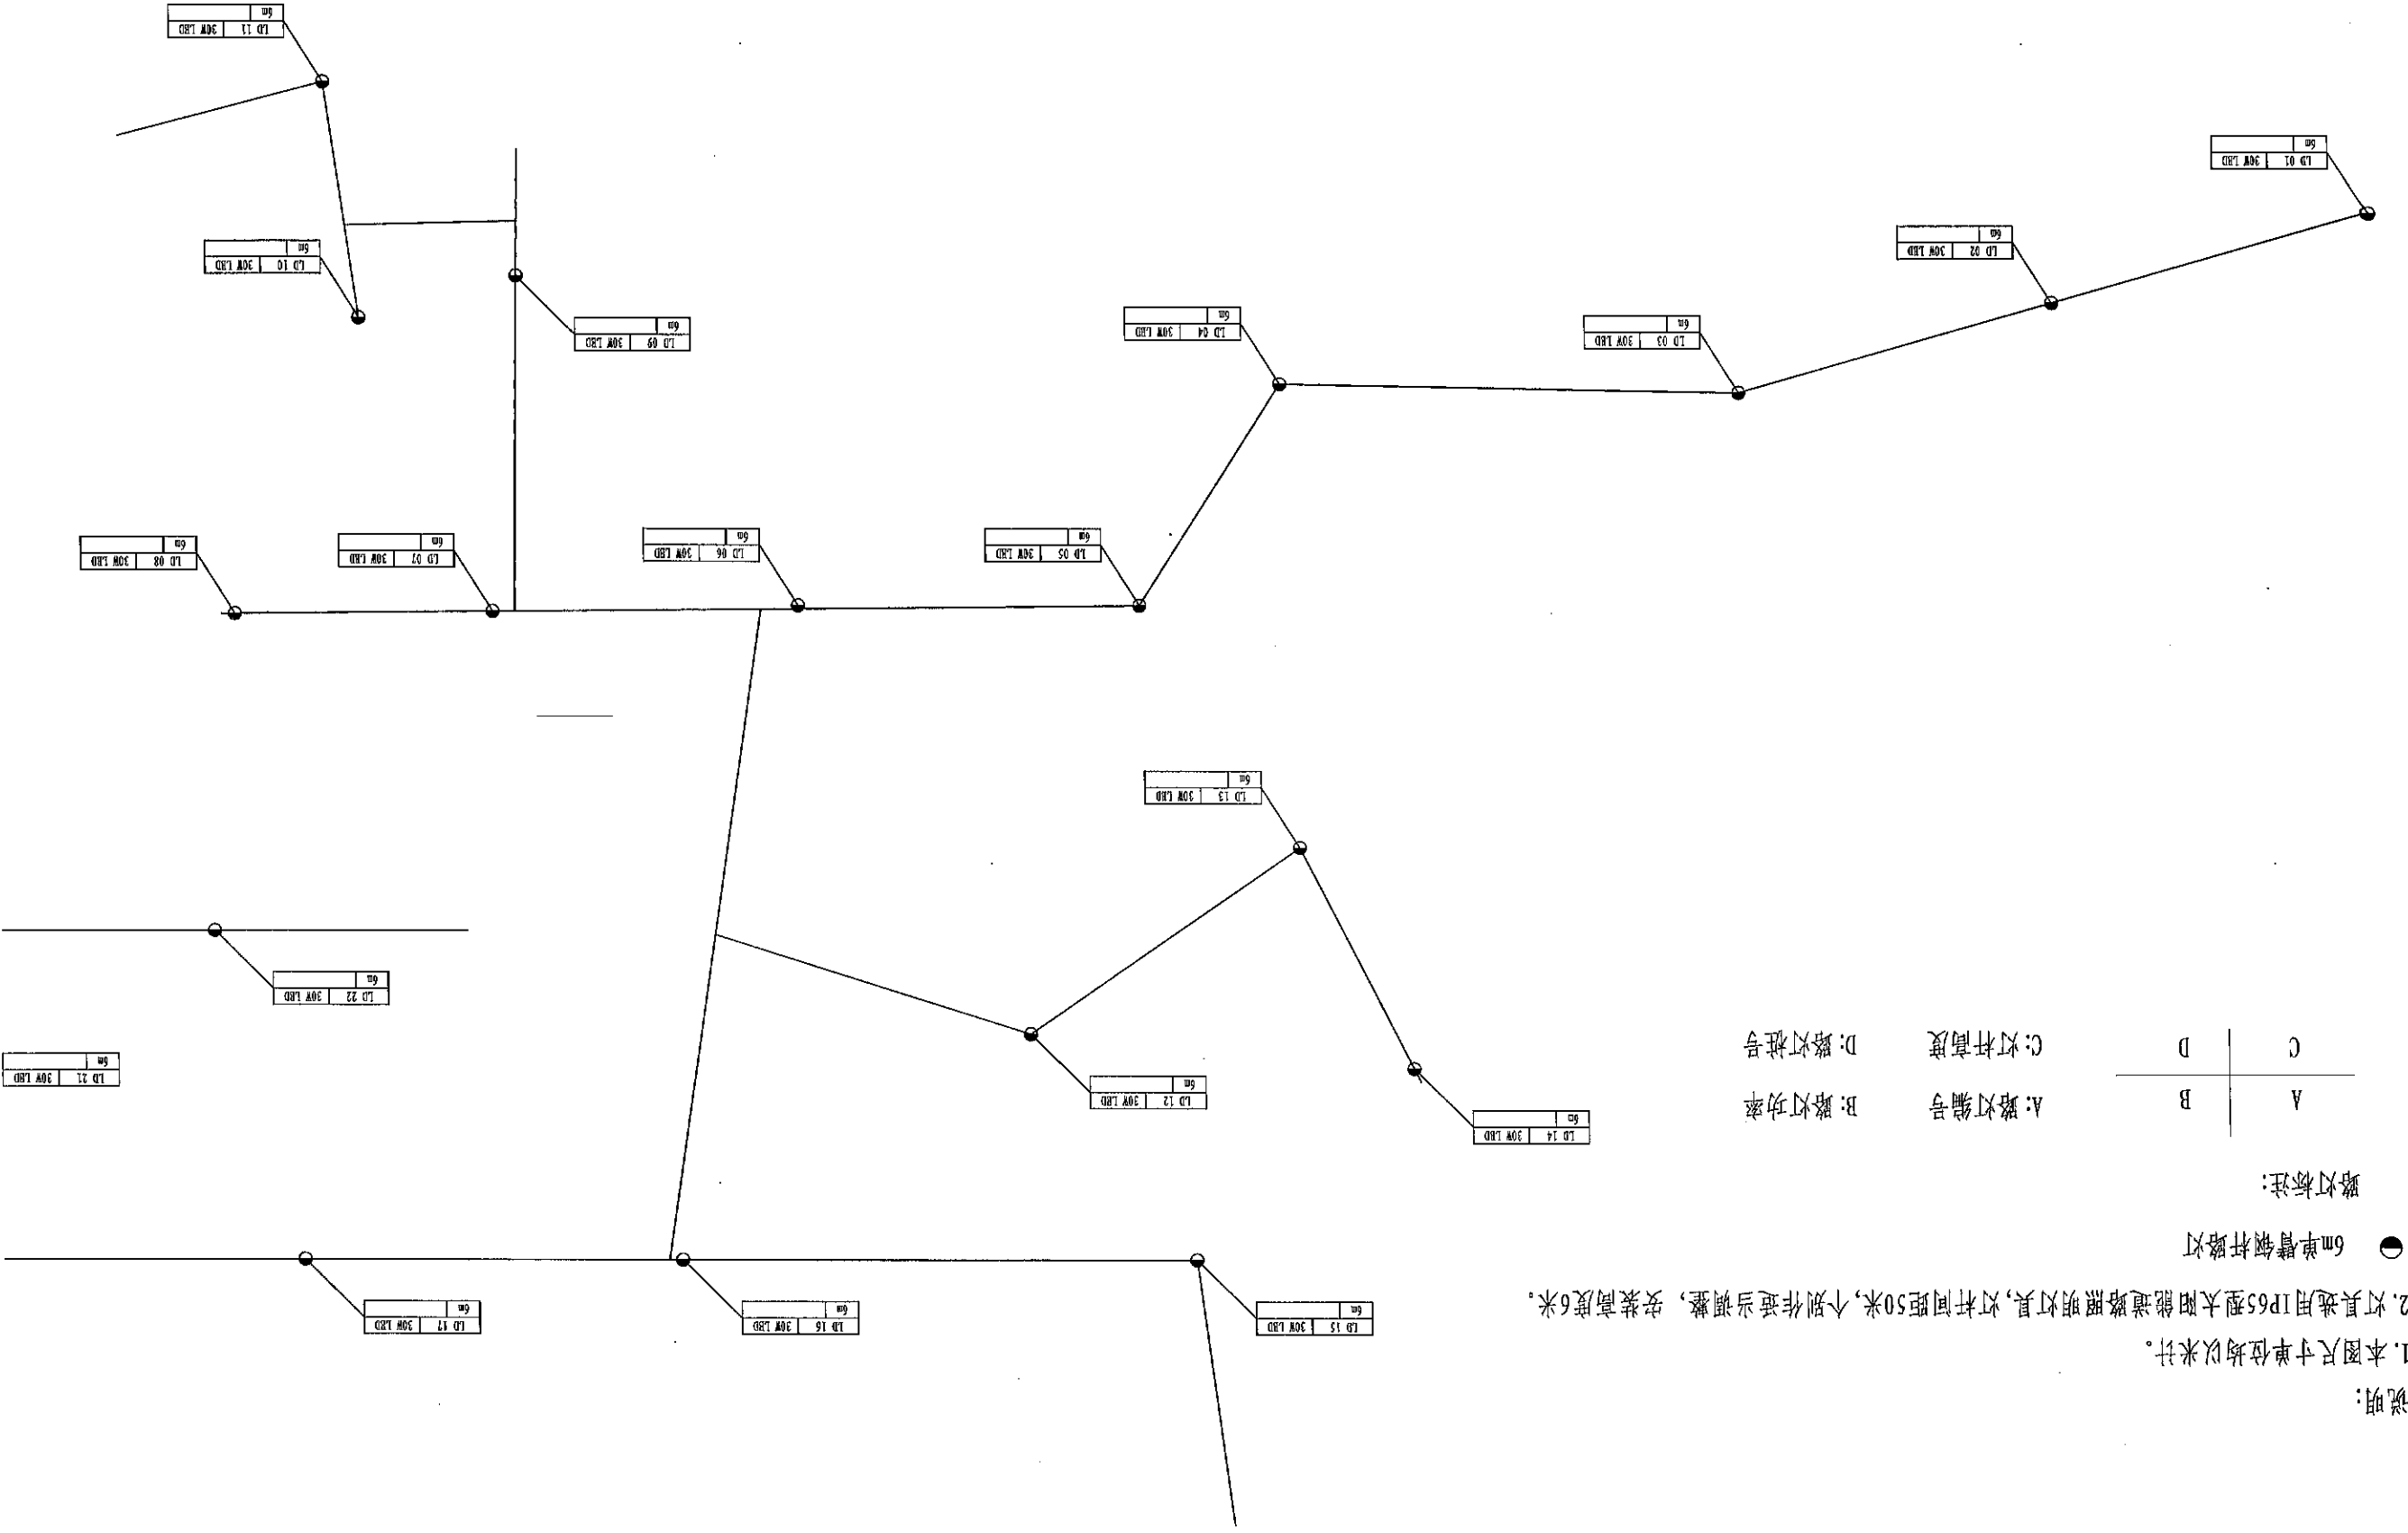 说明:
1.本图尺寸单位均以米计。
2.灯具选用IP65型太阳能道路照明灯具,灯杆间距50米,个别作适当调整, 安装高度6米。
6m单臂钢杆路灯
路灯标注:
A B A:路灯编号 B:路灯功率
C D C:灯杆高度 D:路灯桩号
LD 15 30W LED
6m
LD 16 30W LED
6m
LD 17 30W LED
6m
LD 14 30W LED
6m
LD 12 30W LED
6m
LD 21 30W LED
6m
LD 22 30W LED
6m
LD 13 30W LED
6m
LD 05 30W LED
6m
LD 06 30W LED
6m
LD 07 30W LED
6m
LD 08 30W LED
6m
LD 03 30W LED
6m
LD 04 30W LED
6m
LD 09 30W LED
6m
LD 02 30W LED
6m
LD 10 30W LED
6m
LD 01 30W LED
6m
LD 11 30W LED
6m